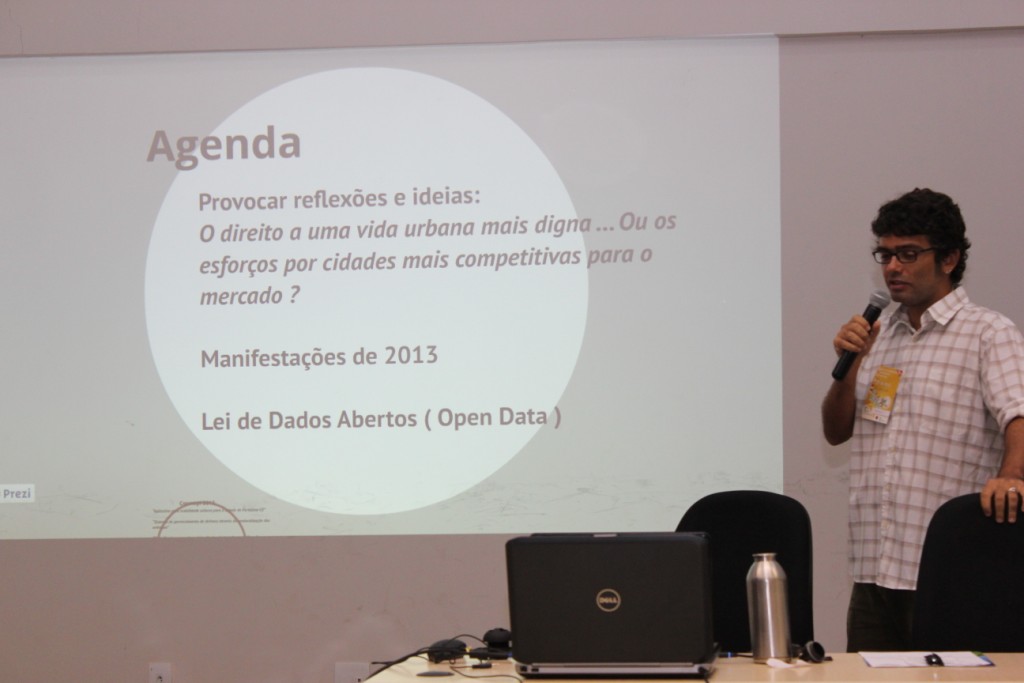 Agenda
Provocar reflexões e ideias:
O direito a uma vida urbana mais digna ... Ou os
esforços por cidades mais competitivas para o
mercado ?
Manifestações de 2013
Lei de Dados Abertos ( Open Data )
Prezi
DELL